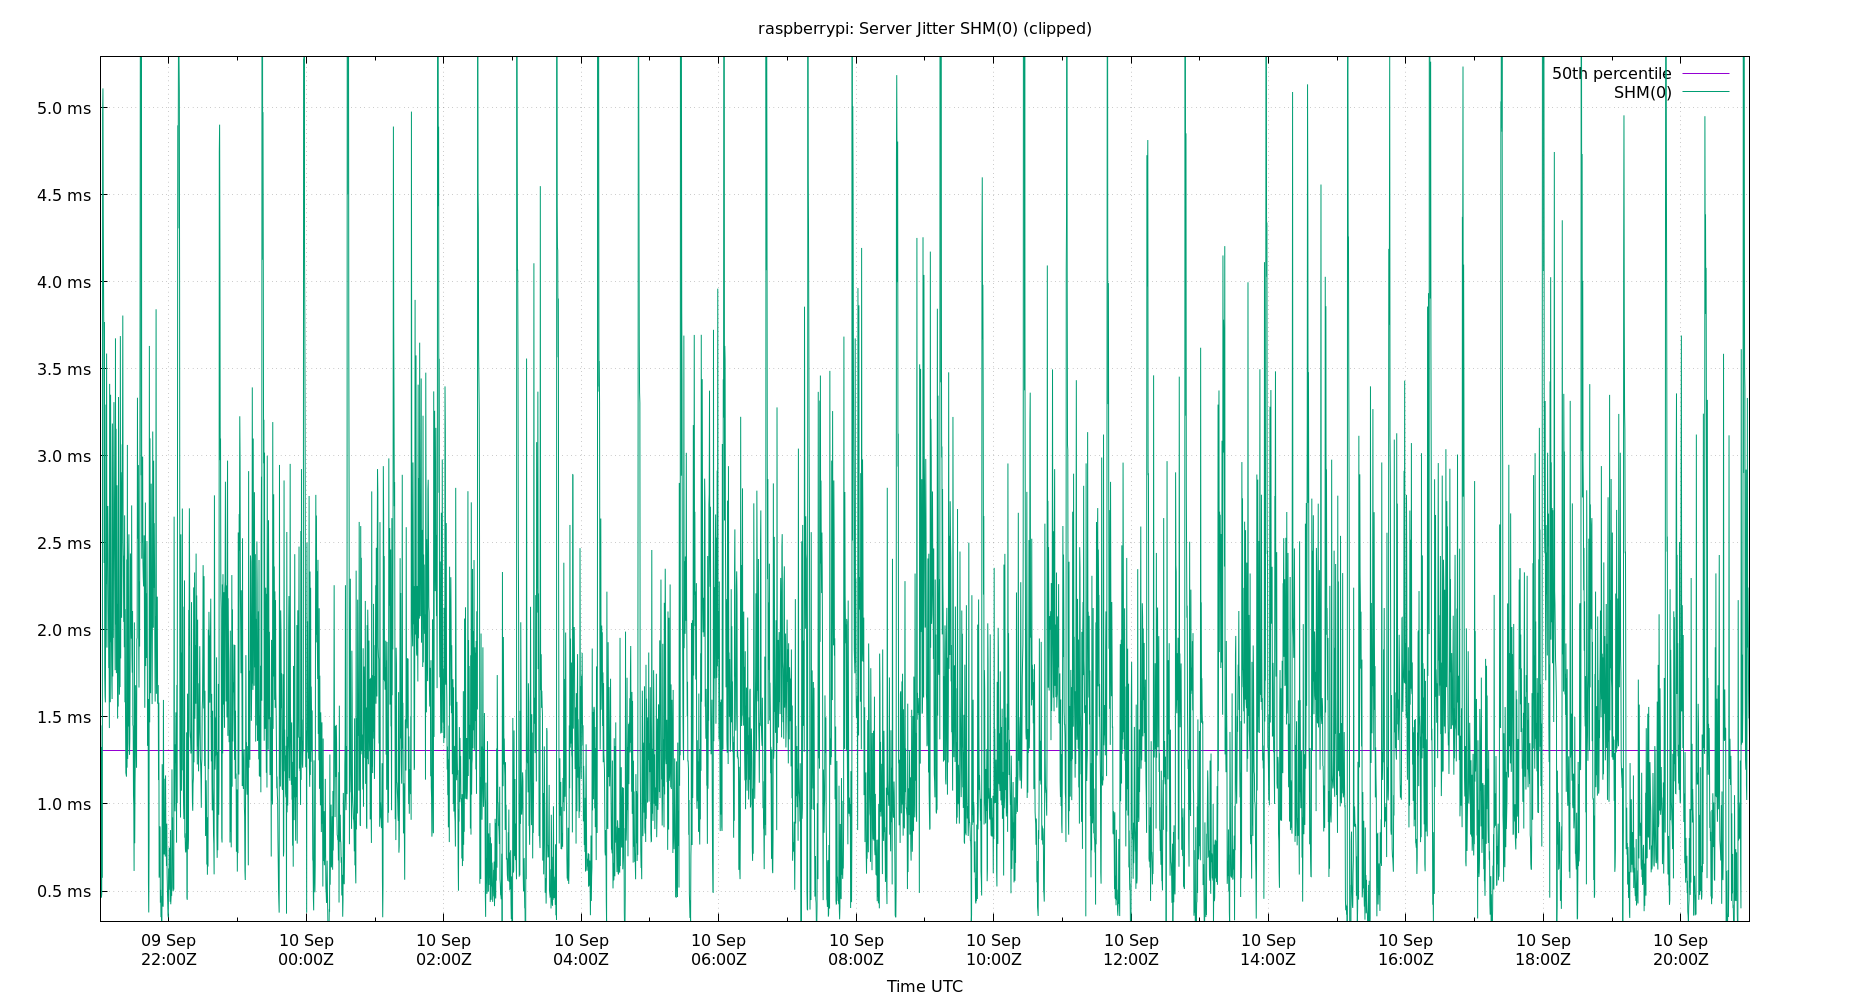 raspberrypi: Server Jitter SHM(0) (clipped)
50th percentile
SHM(0)
5.0 ms
4.5 ms
4.0 ms
3.5 ms
3.0 ms
2.5 ms
2.0 ms
1.5 ms
1.0 ms
0.5 ms
09 Sep 10 Sep 10 Sep 10 Sep 10 Sep 10 Sep 10 Sep 10 Sep 10 Sep 10 Sep 10 Sep 10 Sep
22:00Z 00:00Z 02:00Z 04:00Z 06:00Z 08:00Z 10:00Z 12:00Z 14:00Z 16:00Z 18:00Z 20:00Z
Time UTC